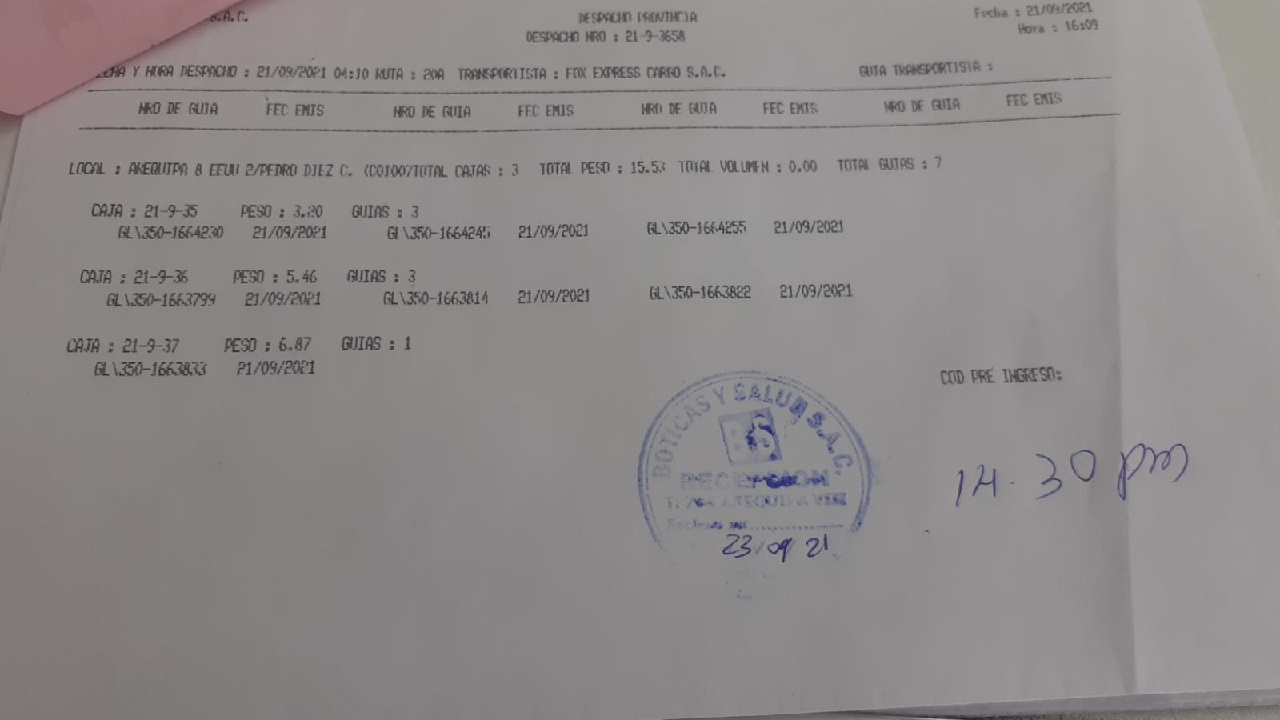 S.A.C. DESPACHO PROVINCIA Fecha : 21/09/2021
DESPACHO NRO : 21-9-3658 Hora : 16:09
CHA Y HORA DESPACHO : 21/09/2021 04:10 RUTA : 20A TRANSPORTISTA : FOX EXPRESS CARGO S.A.C. GUIA TRANSPORTISTA :
NRO DE GUIA FEC EMIS NRO DE GUIA FEC EMIS NRO DE GUIA FEC EMIS NRO DE GUIA FEC EMIS
LOCAL : AREQUIPA 8 EEUU 2/PEDRO DIEZ C. (CO1007TOTAL CAJAS : 3 TOTAL PESO : 15.53 TOTAL VOLUMEN : 0.00 TOTAL GUIAS : 7
CAJA : 21-9-35 PESO : 3.20 GUIAS : 3
GL\350-1664230 21/09/2021 GL\350-1664245 21/09/2021 GL\350-1664255 21/09/2021
CAJA : 21-9-36 PESO : 5.46 GUIAS : 3
GL\350-1663799 21/09/2021 GL\350-1663814 21/09/2021 GL\350-1663822 21/09/2021
CAJA : 21-9-37 PESO : 6.87 GUIAS : 1
GL\350-1663833 21/09/2021
COD PRE INGRESO:
BOTICAS Y SALUD S.A.C.
BS
RECEPCION
AREQUIPA
23/09/21
14.30 pm